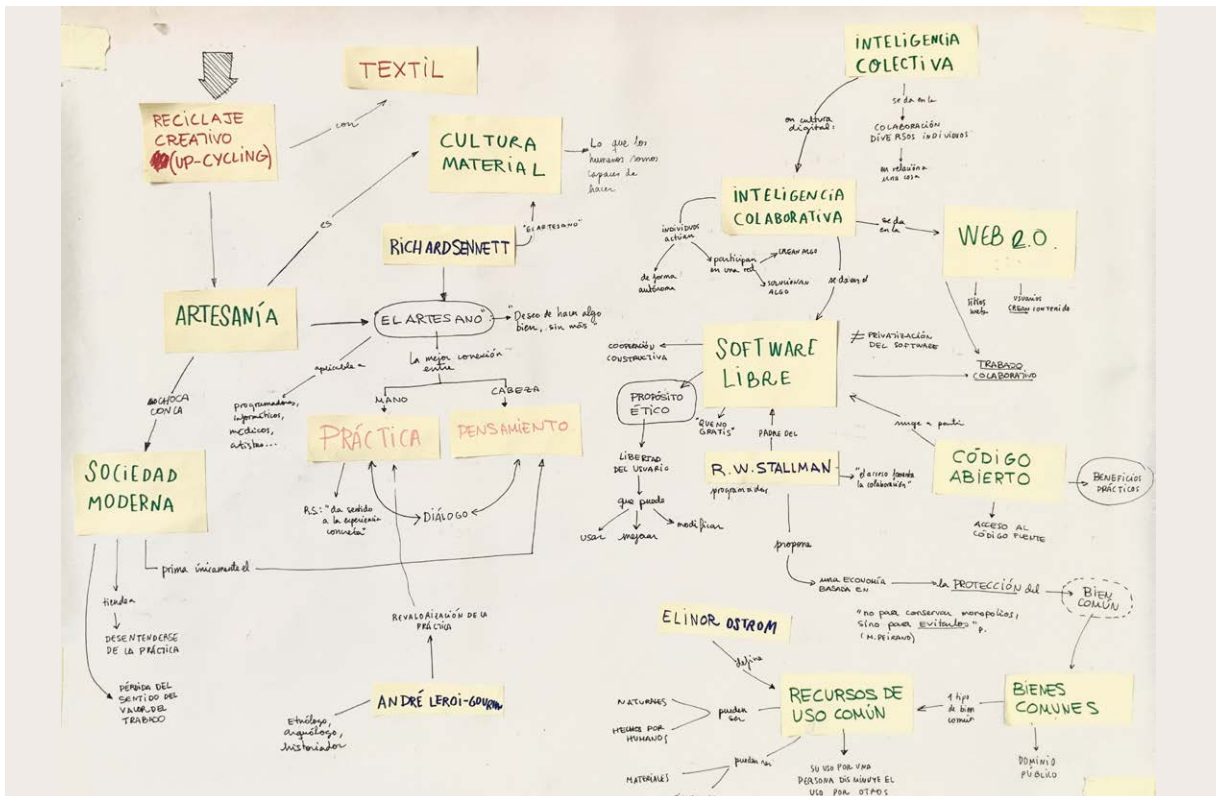 TEXTIL
RECICLAJE
CREATIVO
(UP-CYCLING)
con
CULTURA
MATERIAL
Lo que los
humanos somos
capaces de
hacer
es
RICHARD SENNETT
"EL ARTESANO"
ARTESANÍA
"EL ARTESANO"
"Deseo de hacer algo
bien, sin más"
aplicable a
programadores,
informáticos,
médicos,
artistas...
La mejor conexión
entre
MANO
CABEZA
PRÁCTICA
PENSAMIENTO
CHOCA
CON LA
SOCIEDAD
MODERNA
R.S.: "da sentido
a la experiencia
concreta"
DIÁLOGO
prima únicamente el
tiende a
DESENTENDERSE
DE LA PRÁCTICA
PÉRDIDA DEL
SENTIDO DEL
VALOR DEL
TRABAJO
REVALORIZACIÓN DE LA
PRÁCTICA
ANDRÉ LEROI-GOURHAN
Etnólogo,
arqueólogo,
historiador
INTELIGENCIA
COLECTIVA
se da en la
COLABORACIÓN
DIVERSOS INDIVIDUOS
en relación a
una cosa
en cultura
digital:
INTELIGENCIA
COLABORATIVA
individuos
actúan
de forma
autónoma
participan
en una red
CREAN ALGO
SOLUCIONAN
ALGO
se da en la
WEB 2.0.
sitios
web
usuarios
CREAN contenido
se da en el
SOFTWARE
LIBRE
≠ PRIVATIZACIÓN
DEL SOFTWARE
TRABAJO
COLABORATIVO
COOPERACIÓN
CONSTRUCTIVA
PROPÓSITO
ÉTICO
"QUE NO
GRATIS"
PADRE DEL
LIBERTAD
DEL USUARIO
que puede
usar
mejorar
modificar
R.W. STALLMAN
programador
"el acceso fomenta
la colaboración"
surge a partir
CÓDIGO
ABIERTO
BENEFICIOS
PRÁCTICOS
ACCESO AL
CÓDIGO FUENTE
propone
una ECONOMÍA
BASADA EN
la PROTECCIÓN del
BIEN
COMÚN
"no para conservar monopolios,
sino para evitarlos" p.
(M. PEIRANO)
ELINOR OSTROM
define
RECURSOS DE
USO COMÚN
1 tipo
de bien
común
BIENES
COMUNES
DOMINIO
PÚBLICO
pueden
ser
NATURALES
HECHOS POR
HUMANOS
pueden ser
MATERIALES
SU USO POR UNA
PERSONA DISMINUYE EL
USO POR OTROS